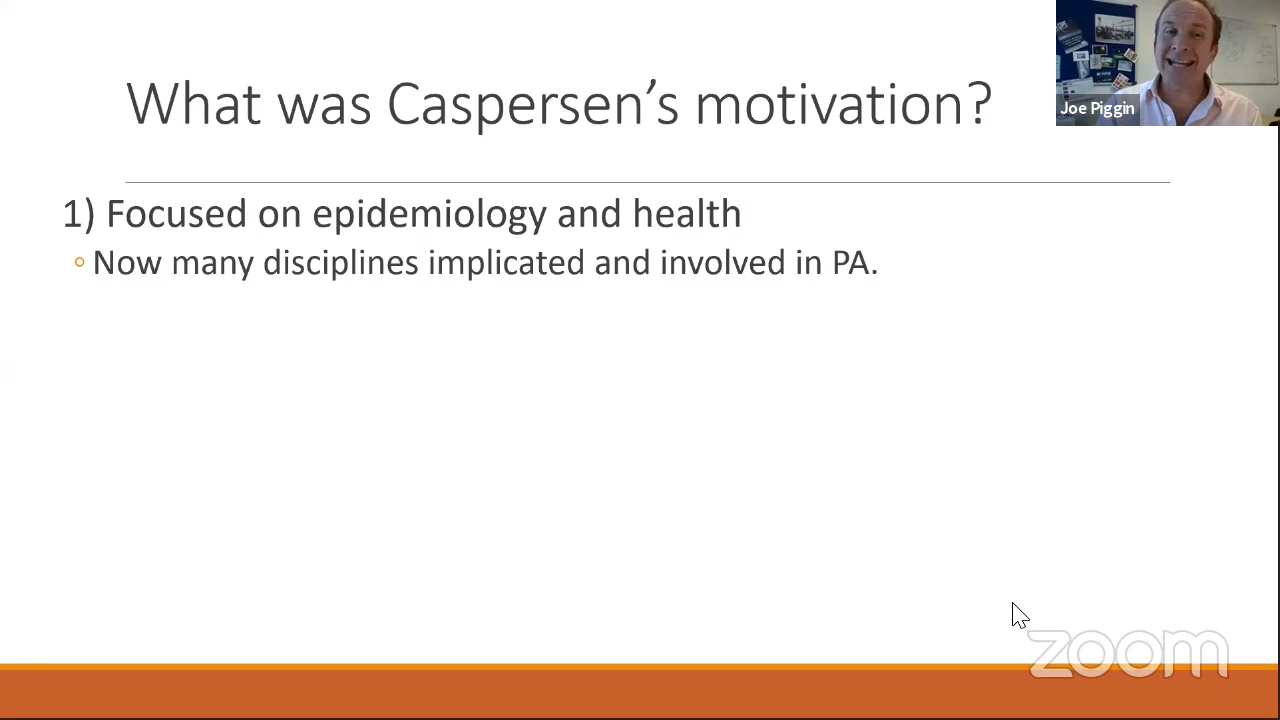 What was Caspersen's motivation?
Joe Piggin
1) Focused on epidemiology and health
Now many disciplines implicated and involved in PA.
zoom